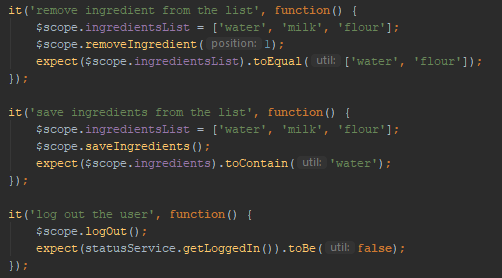 it('remove ingredient from the list', function() {
$scope.ingredientsList = ['water', 'milk', 'flour'];
$scope.removeIngredient( position: 1);
expect($scope.ingredientsList).toEqual( util: ['water', 'flour']);
});
it('save ingredients from the list', function() {
$scope.ingredientsList = ['water', 'milk', 'flour'];
$scope.saveIngredients();
expect($scope.ingredients).toContain( util: 'water');
});
it('log out the user', function() {
$scope.logOut();
expect(statusService.getLoggedIn()).toBe( util: false);
});